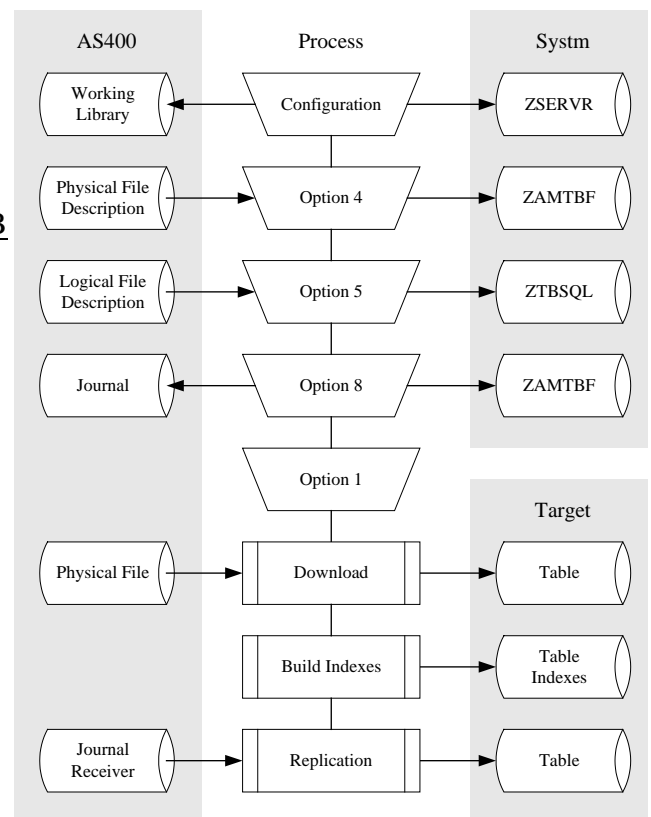 AS400 Process Systm
Working
Library
Configuration
ZSERVR
Physical File
Description
Option 4
ZAMTBF
B
Logical File
Description
Option 5
ZTBSQL
Journal
Option 8
ZAMTBF
Option 1
Target
Physical File
Download
Table
Build Indexes
Table
Indexes
Journal
Receiver
Replication
Table